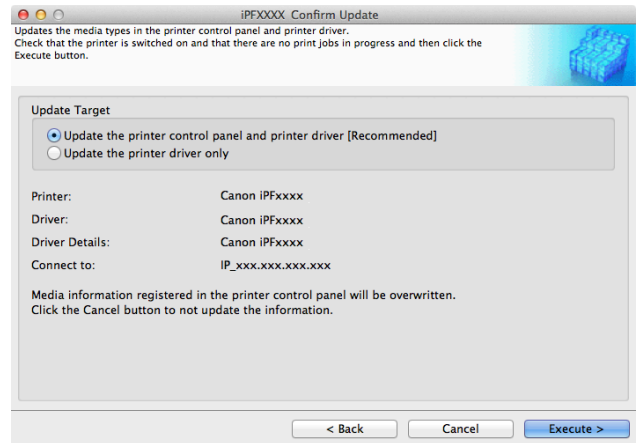 iPFXXXX Confirm Update
Updates the media types in the printer control panel and printer driver.
Check that the printer is switched on and that there are no print jobs in progress and then click the
Execute button.
Update Target
Update the printer control panel and printer driver [Recommended]
Update the printer driver only
Printer: Canon iPFxxxx
Driver: Canon iPFxxxx
Driver Details: Canon iPFxxxx
Connect to: IP_xxx.xxx.xxx.xxx
Media information registered in the printer control panel will be overwritten.
Click the Cancel button to not update the information.
< Back Cancel Execute >